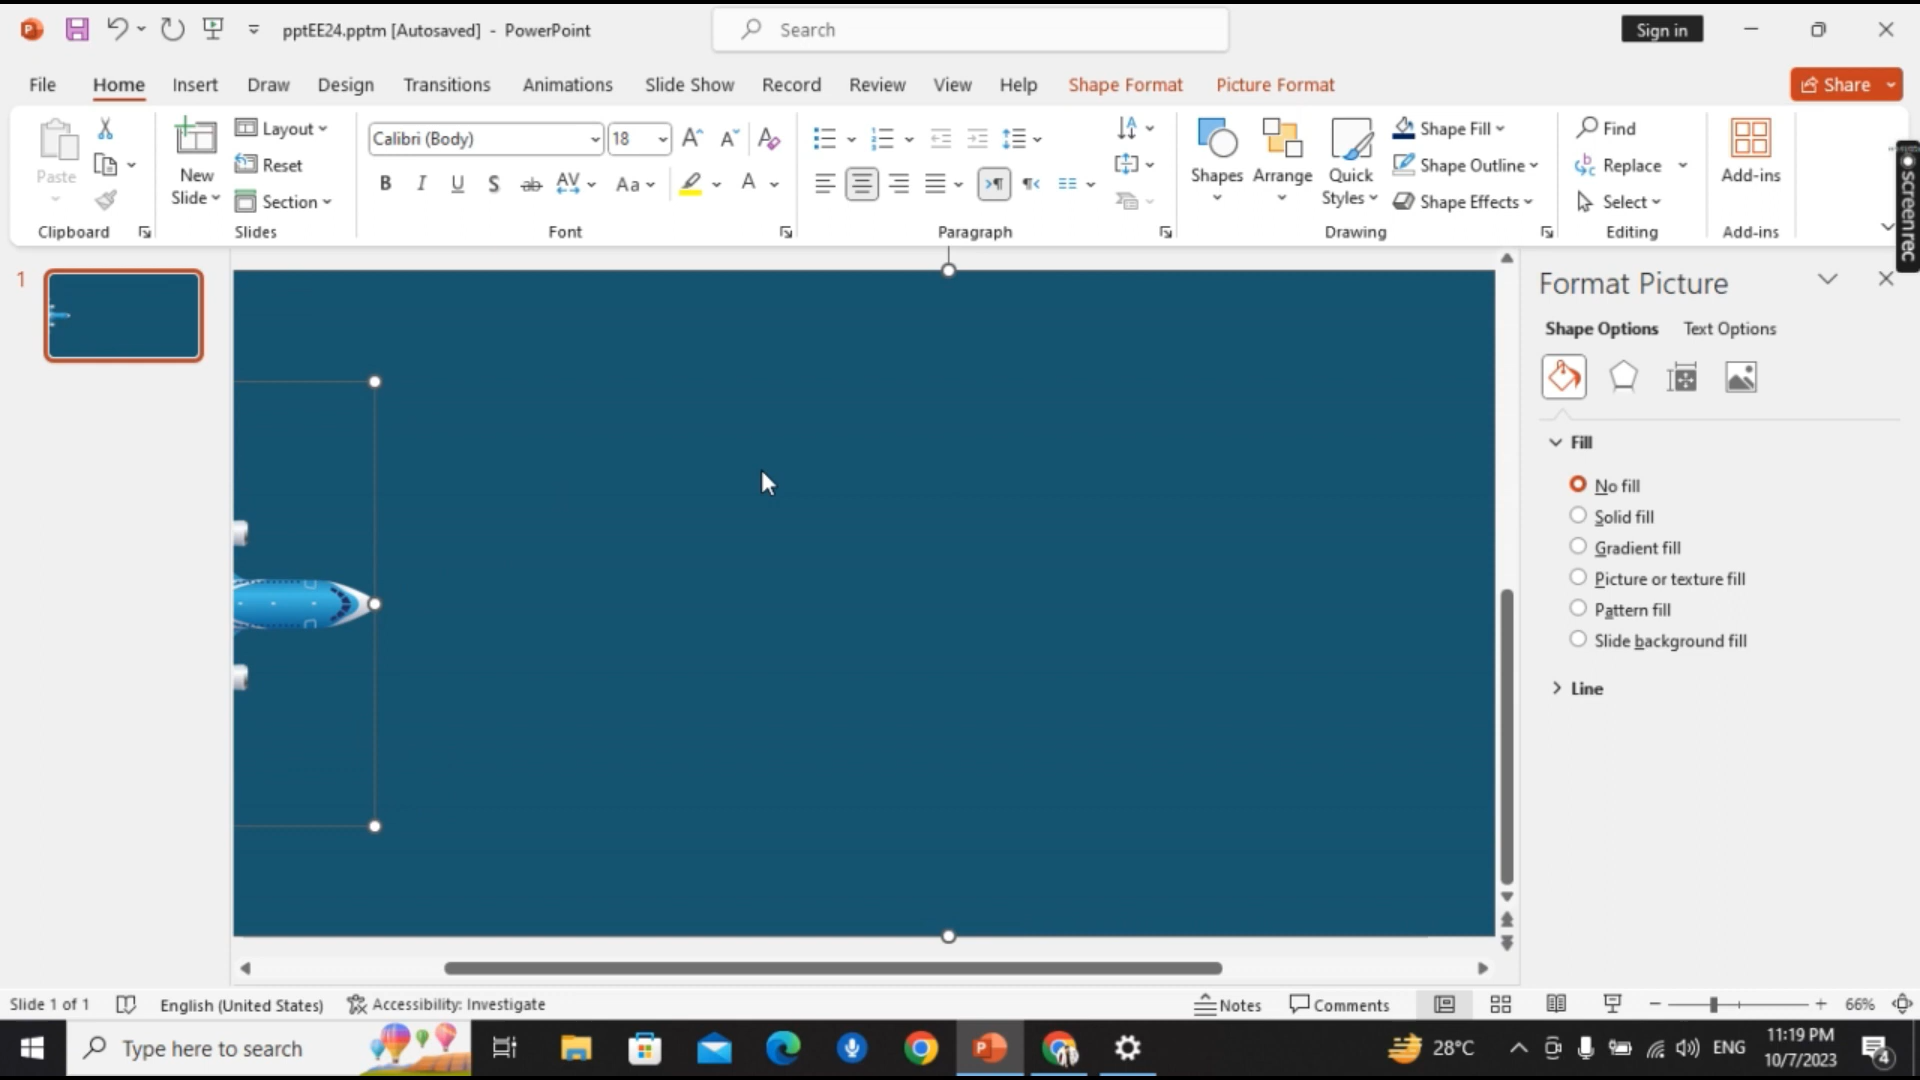 pptEE24.pptm [Autosaved] - PowerPoint
Search
Sign in
File Home Insert Draw Design Transitions Animations Slide Show Record Review View Help Shape Format Picture Format
Share
Paste
Clipboard
New Slide
Layout
Reset
Section
Slides
Calibri (Body) 18
B I U S ab AV Aa A
Font
Paragraph
Shapes
Arrange
Quick Styles
Shape Fill
Shape Outline
Shape Effects
Drawing
Find
Replace
Select
Editing
Add-ins
Add-ins
screenrec
1
Format Picture
Shape Options Text Options
Fill
No fill
Solid fill
Gradient fill
Picture or texture fill
Pattern fill
Slide background fill
Line
Slide 1 of 1 English (United States) Accessibility: Investigate Notes Comments 66%
Type here to search
28°C ENG
11:19 PM
10/7/2023
4